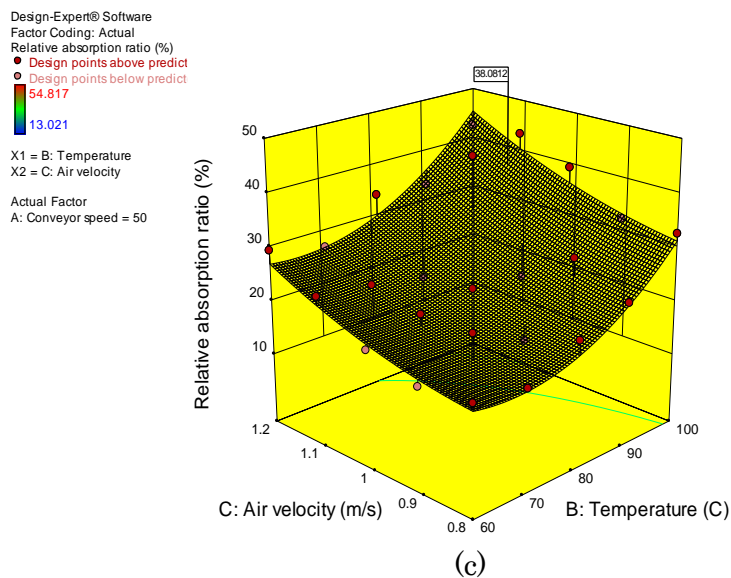 Design-Expert® Software
Factor Coding: Actual
Relative absorption ratio (%)
Design points above predict
Design points below predict
54.817
13.021
X1 = B: Temperature
X2 = C: Air velocity
Actual Factor
A: Conveyor speed = 50
38.0812
50
40
30
20
10
Relative absorption ratio (%)
1.2
1.1
1
0.9
0.8
C: Air velocity (m/s)
60
70
80
90
100
B: Temperature (C)
(c)